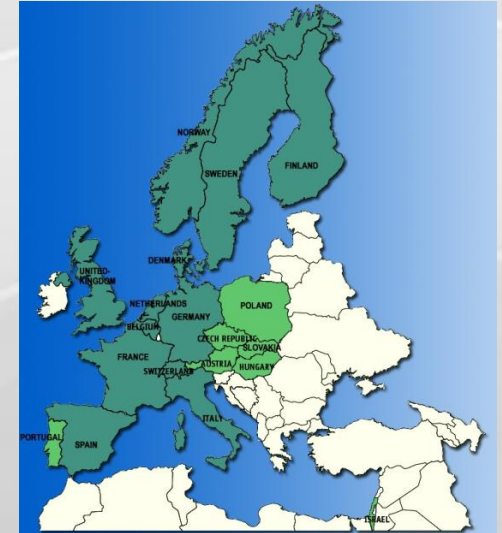 NORWAY
SWEDEN
FINLAND
DENMARK
UNITED-
KINGDOM
NETHERLANDS
BELGIUM
GERMANY
POLAND
CZECH REPUBLIC
SLOVAKIA
FRANCE
SWITZERLAND
AUSTRIA
HUNGARY
ITALY
PORTUGAL
SPAIN
ISRAEL